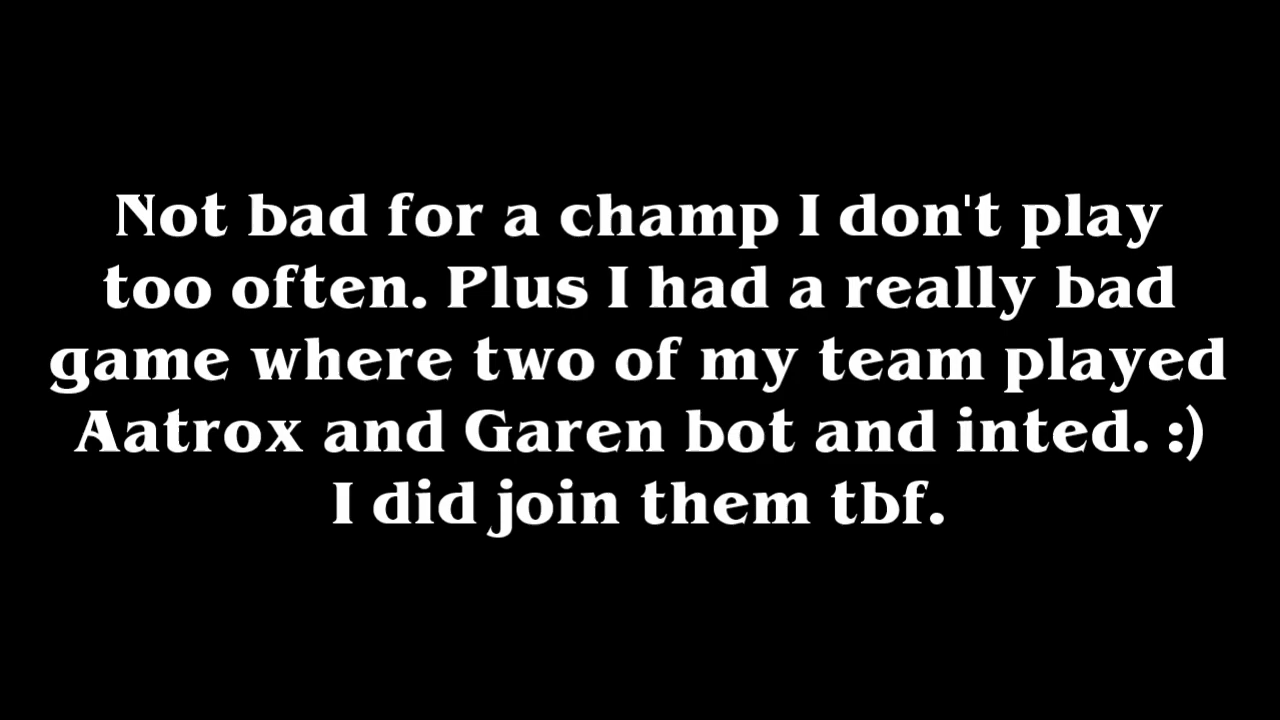 Not bad for a champ I don't play
too often. Plus I had a really bad
game where two of my team played
Aatrox and Garen bot and inted. :)
I did join them tbf.